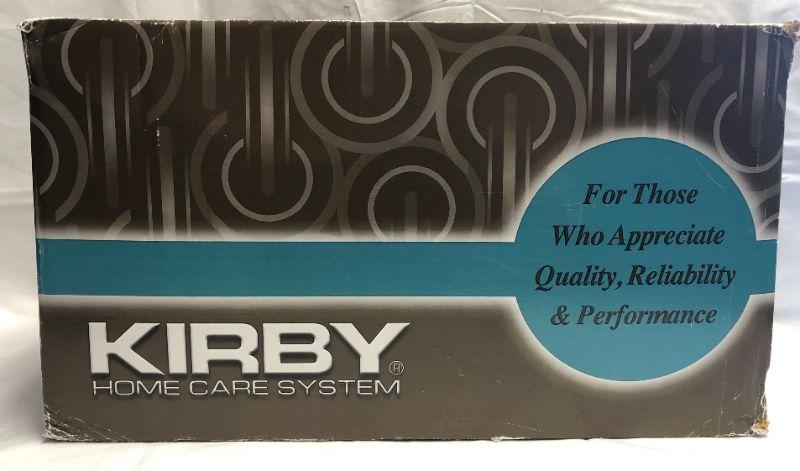 For Those
Who Appreciate
Quality, Reliability
& Performance
KIRBY®
HOME CARE SYSTEM